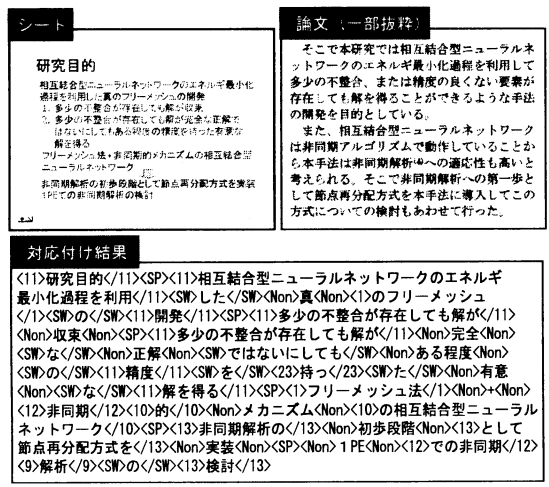 シート
研究目的
相互結合型ニューラルネットワークのエネルギ最小化
過程を利用した真のフリーメッシュの開発
1. 多少の不整合が存在しても解が収束
2. 多少の不整合が存在しても解が完全な正解で
はないにしてもある程度の精度を持った有意な
解を得る
フリーメッシュ法+非同期的メカニズムの相互結合型
ニューラルネットワーク
非同期解析の初歩段階として節点再分配方式を実装
1PEでの非同期解析の検討
論文（一部抜粋）
そこで本研究では相互結合型ニューラルネ
ットワークのエネルギ最小化過程を利用して
多少の不整合、または精度の良くない要素が
存在しても解を得ることができるような手法
の開発を目的としている。
また、相互結合型ニューラルネットワーク
は非同期アルゴリズムで動作していることか
ら本手法は非同期解析への適応性も高いと
考えられる。そこで非同期解析への第一歩と
して節点再分配方式を本手法に導入してこの
方式についての検討もあわせて行った。
対応付け結果
<11>研究目的</11><SP><11>相互結合型ニューラルネットワークのエネルギ
最小化過程を利用</11><SW>した</SW><Non>真<Non><1>のフリーメッシュ
</1><SW>の</SW><11>開発</11><SP><11>多少の不整合が存在しても解が</11>
<Non>収束<Non><SP><11>多少の不整合が存在しても解が</11><Non>完全<Non>
<SW>な</SW><Non>正解<Non><SW>ではないにしても</SW><Non>ある程度<Non>
<SW>の</SW><11>精度</11><SW>を</SW><23>持っ</23><SW>た</SW><Non>有意
<Non><SW>な</SW><11>解を得る</11><SP><1>フリーメッシュ法</1><Non>+<Non>
<12>非同期</12><10>的</10><Non>メカニズム<Non><10>の相互結合型ニューラル
ネットワーク</10><SP><13>非同期解析の</13><Non>初歩段階<Non><13>として
節点再分配方式を</13><Non>実装<Non><SP><Non>１PE<Non><12>での非同期</12>
<9>解析</9><SW>の</SW><13>検討</13>